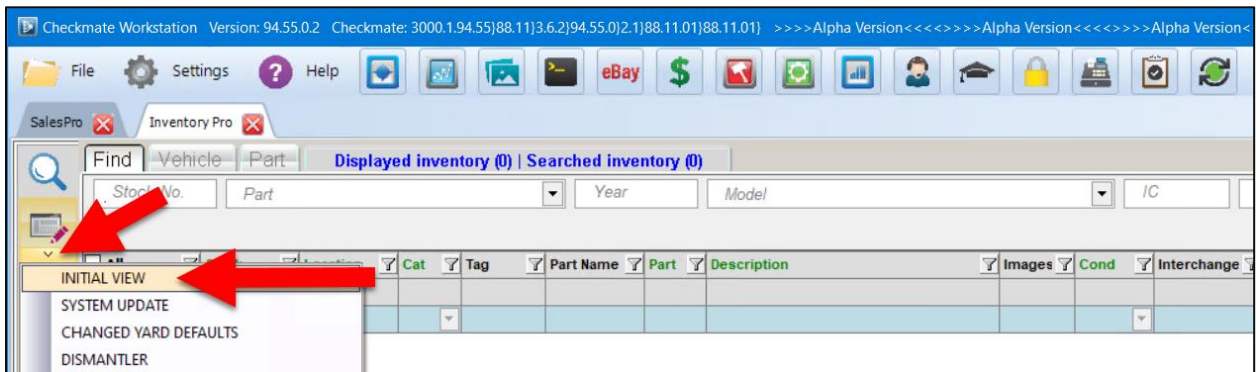 Checkmate Workstation Version: 94.55.0.2 Checkmate: 3000.1.94.55}88.11}3.6.2}94.55.0}2.1}88.11.01}88.11.01} >>>>Alpha Version<<<<>>>>Alpha Version<<<<>>>>Alpha Version<
File Settings Help eBay $
SalesPro Inventory Pro
Find Vehicle Part Displayed inventory (0) | Searched inventory (0)
Stock No. Part Year Model IC
Cat Tag Part Name Part Description Images Cond Interchange
INITIAL VIEW
SYSTEM UPDATE
CHANGED YARD DEFAULTS
DISMANTLER